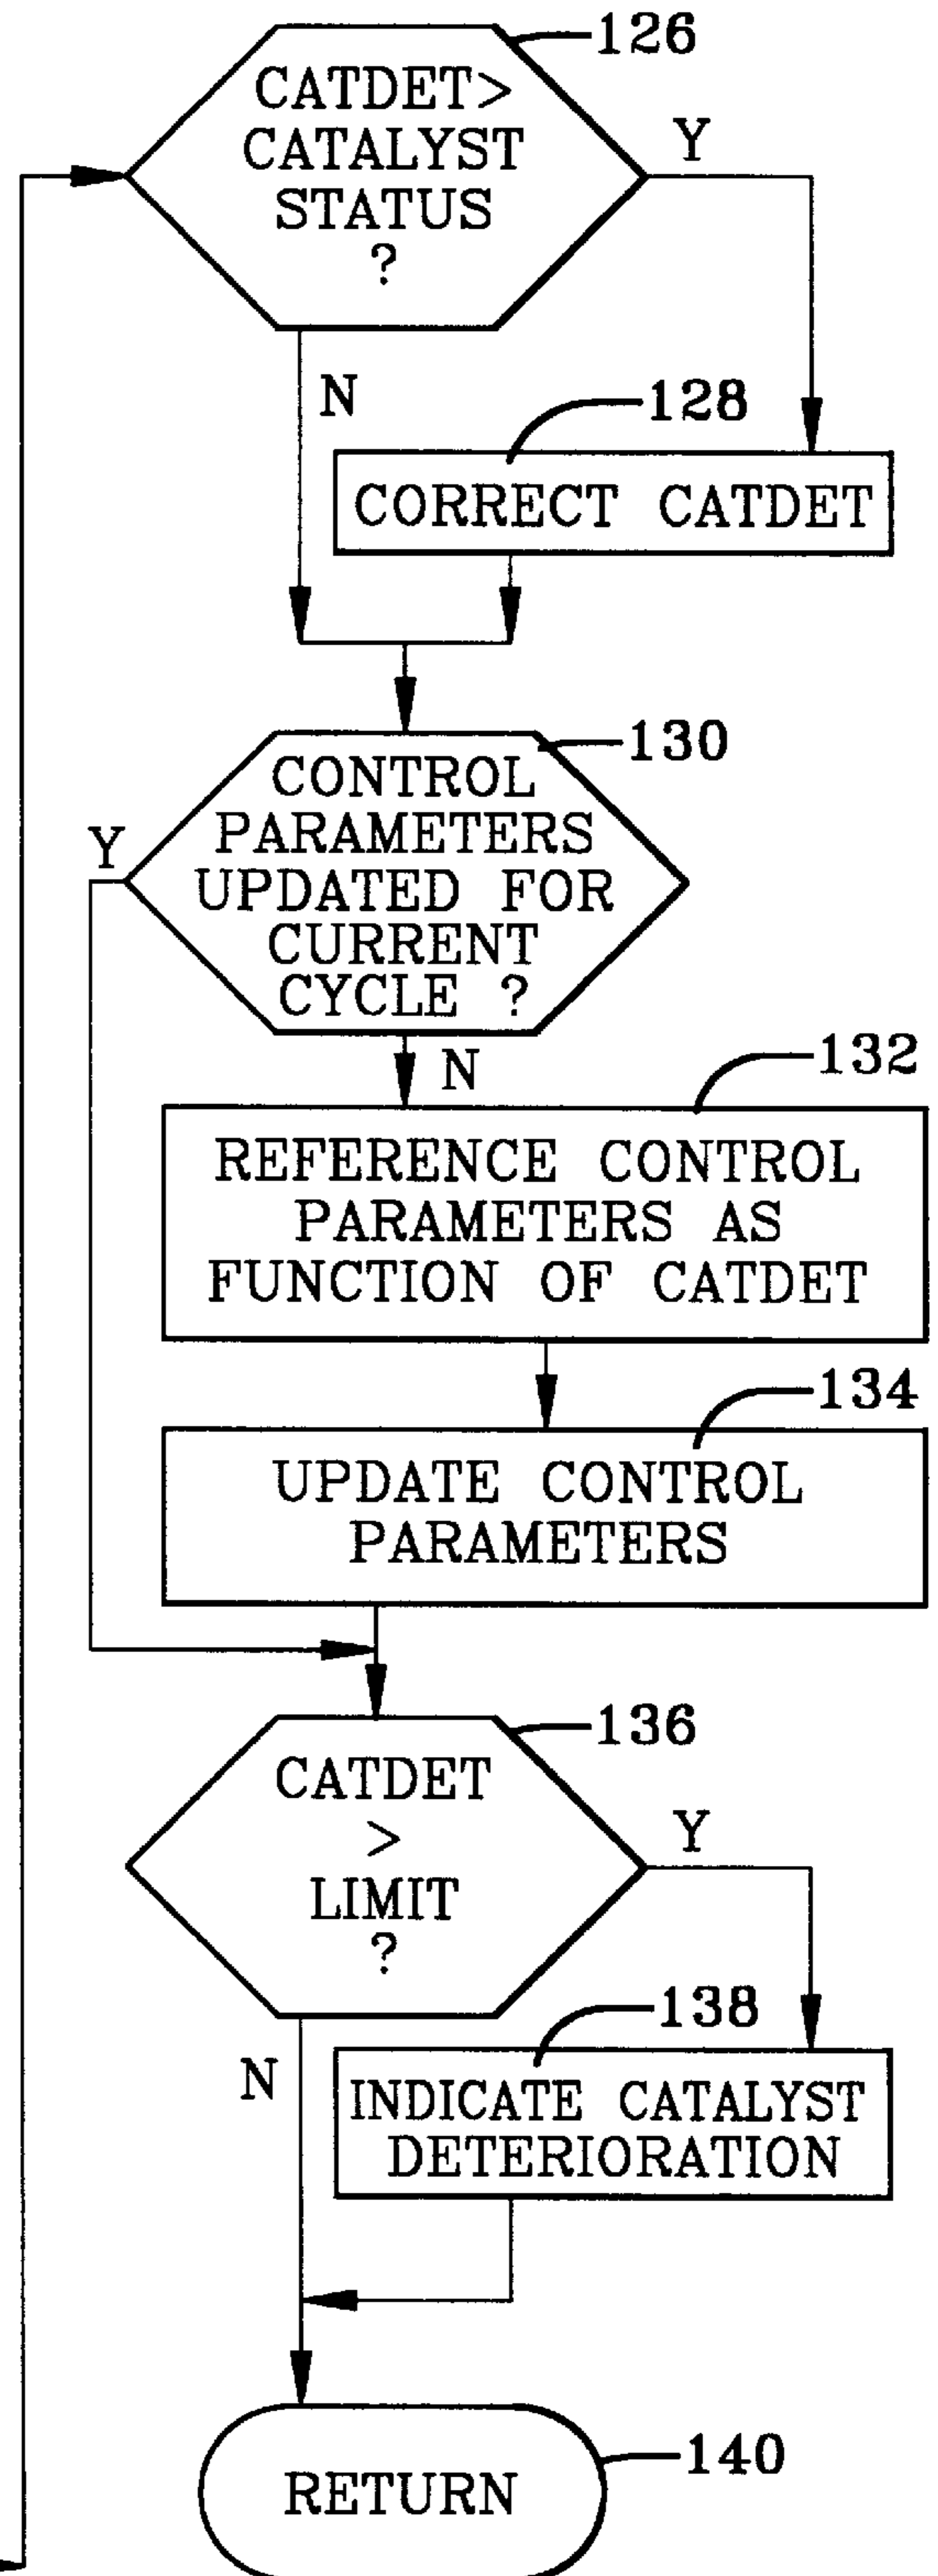 126
CATDET>
CATALYST
STATUS
?
Y
N
128
CORRECT CATDET
130
CONTROL
PARAMETERS
UPDATED FOR
CURRENT
CYCLE ?
Y
N
132
REFERENCE CONTROL
PARAMETERS AS
FUNCTION OF CATDET
134
UPDATE CONTROL
PARAMETERS
136
CATDET
>
LIMIT
?
Y
N
138
INDICATE CATALYST
DETERIORATION
140
RETURN